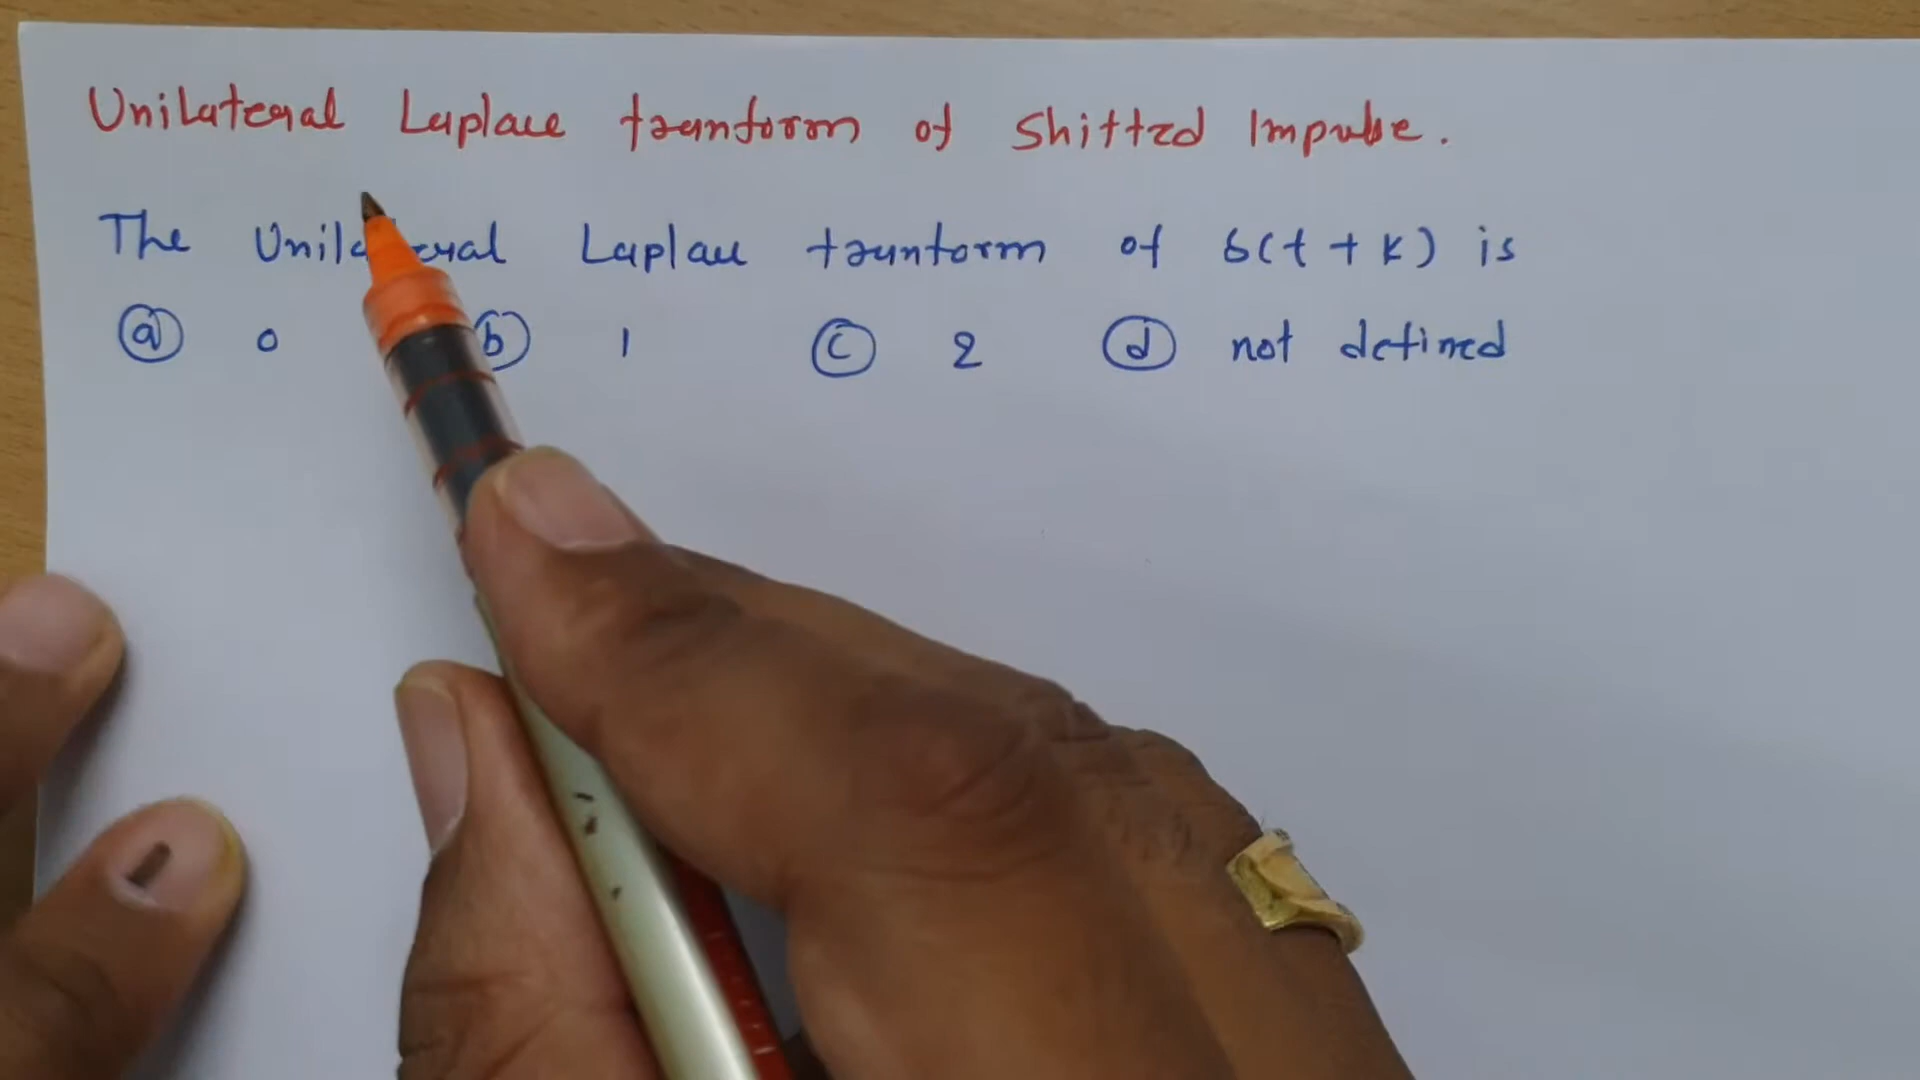 Unilateral Laplace transform of Shifted Impulse.
The Unilateral Laplace transform of δ(t + k) is
(a) 0 (b) 1 (c) 2 (d) not defined